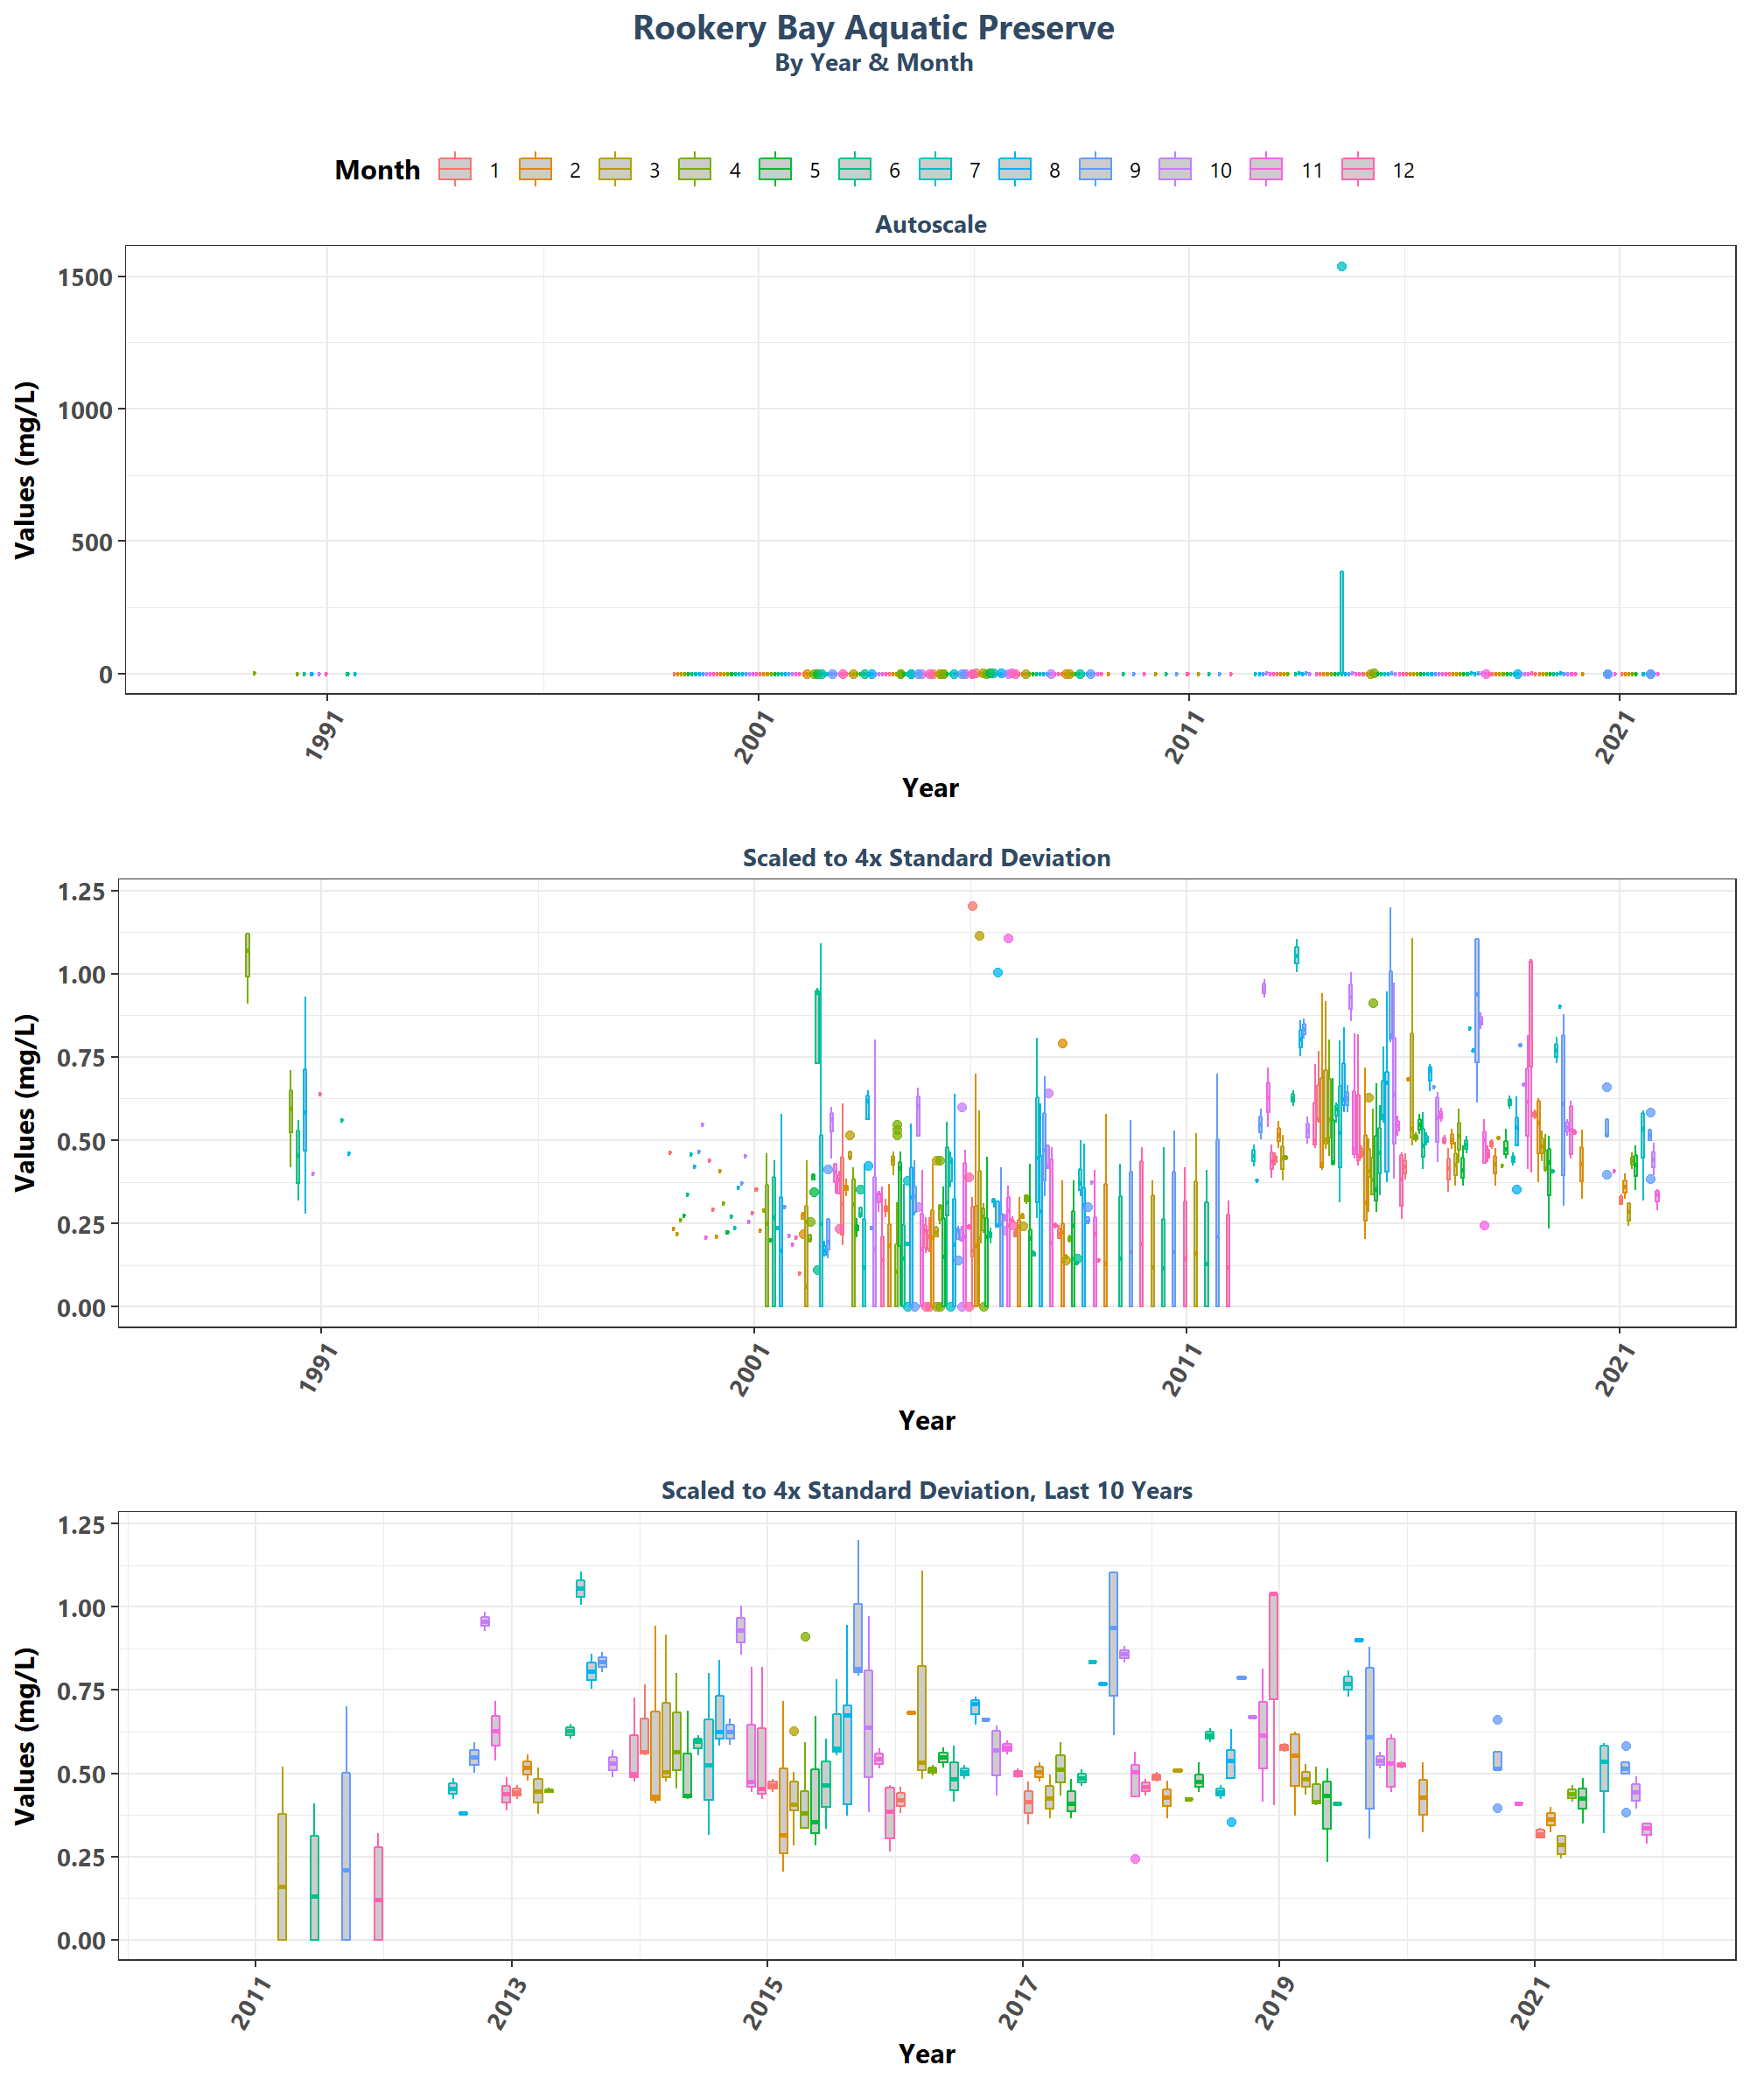 Rookery Bay Aquatic Preserve
By Year & Month
Month 1 2 3 4 5 6 7 8 9 10 11 12
Autoscale
Values (mg/L)
1500
1000
500
0
1991 2001 2011 2021
Year
Scaled to 4x Standard Deviation
Values (mg/L)
1.25
1.00
0.75
0.50
0.25
0.00
1991 2001 2011 2021
Year
Scaled to 4x Standard Deviation, Last 10 Years
Values (mg/L)
1.25
1.00
0.75
0.50
0.25
0.00
2011 2013 2015 2017 2019 2021
Year